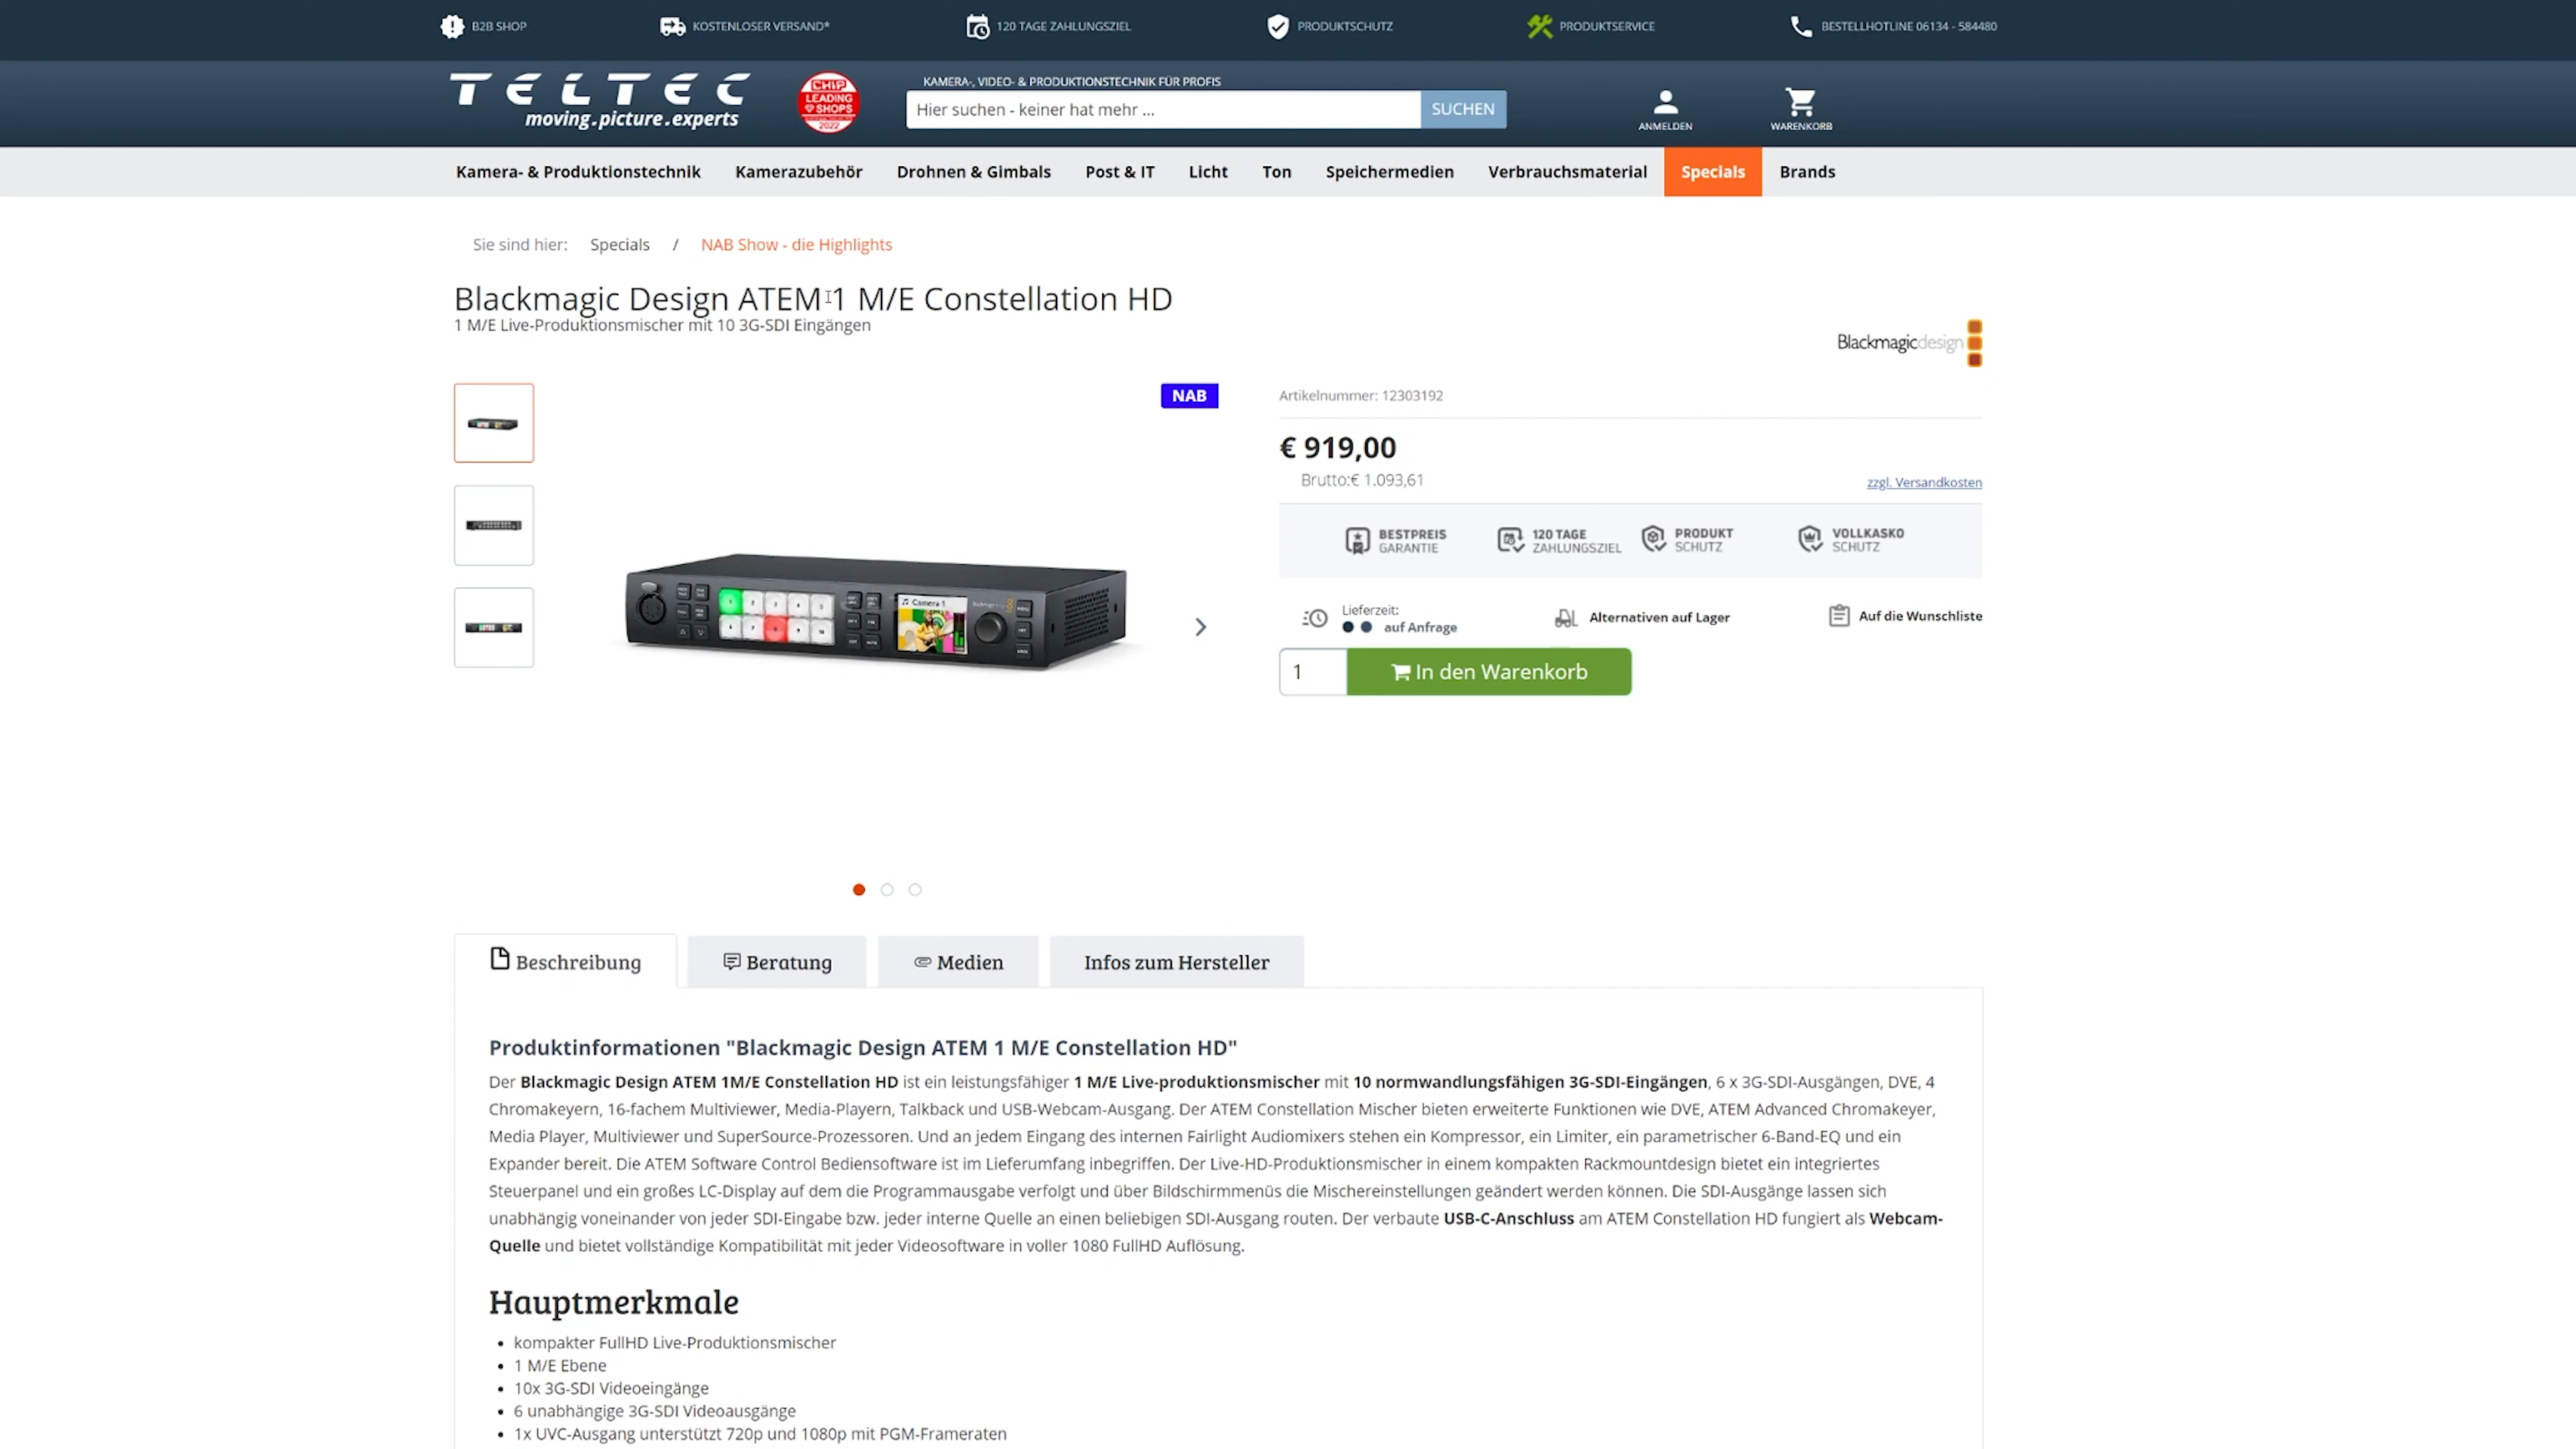 B2B SHOP
KOSTENLOSER VERSAND*
120 TAGE ZAHLUNGSZIEL
PRODUKTSCHUTZ
PRODUKTSERVICE
BESTELLHOTLINE 06134 - 584480
TELTEC
moving.picture.experts
CHIP
LEADING
SHOPS
2022
KAMERA-, VIDEO- & PRODUKTIONSTECHNIK FÜR PROFIS
Hier suchen - keiner hat mehr ...
SUCHEN
ANMELDEN
WARENKORB
Kamera- & Produktionstechnik
Kamerazubehör
Drohnen & Gimbals
Post & IT
Licht
Ton
Speichermedien
Verbrauchsmaterial
Specials
Brands
Sie sind hier: Specials / NAB Show - die Highlights
Blackmagic Design ATEM 1 M/E Constellation HD
1 M/E Live-Produktionsmischer mit 10 3G-SDI Eingängen
Blackmagicdesign
NAB
Camera 1
Artikelnummer: 12303192
€ 919,00
Brutto:€ 1.093,61
zzgl. Versandkosten
BESTPREIS
GARANTIE
120 TAGE
ZAHLUNGSZIEL
PRODUKT
SCHUTZ
VOLLKASKO
SCHUTZ
Lieferzeit:
auf Anfrage
Alternativen auf Lager
Auf die Wunschliste
1
In den Warenkorb
Beschreibung
Beratung
Medien
Infos zum Hersteller
Produktinformationen "Blackmagic Design ATEM 1 M/E Constellation HD"
Der Blackmagic Design ATEM 1M/E Constellation HD ist ein leistungsfähiger 1 M/E Live-produktionsmischer mit 10 normwandlungsfähigen 3G-SDI-Eingängen, 6 x 3G-SDI-Ausgängen, DVE, 4
Chromakeyern, 16-fachem Multiviewer, Media-Playern, Talkback und USB-Webcam-Ausgang. Der ATEM Constellation Mischer bieten erweiterte Funktionen wie DVE, ATEM Advanced Chromakeyer,
Media Player, Multiviewer und SuperSource-Prozessoren. Und an jedem Eingang des internen Fairlight Audiomixers stehen ein Kompressor, ein Limiter, ein parametrischer 6-Band-EQ und ein
Expander bereit. Die ATEM Software Control Bediensoftware ist im Lieferumfang inbegriffen. Der Live-HD-Produktionsmischer in einem kompakten Rackmountdesign bietet ein integriertes
Steuerpanel und ein großes LC-Display auf dem die Programmausgabe verfolgt und über Bildschirmmenüs die Mischereinstellungen geändert werden können. Die SDI-Ausgänge lassen sich
unabhängig voneinander von jeder SDI-Eingabe bzw. jeder interne Quelle an einen beliebigen SDI-Ausgang routen. Der verbaute USB-C-Anschluss am ATEM Constellation HD fungiert als Webcam-
Quelle und bietet vollständige Kompatibilität mit jeder Videosoftware in voller 1080 FullHD Auflösung.
Hauptmerkmale
• kompakter FullHD Live-Produktionsmischer
• 1 M/E Ebene
• 10x 3G-SDI Videoeingänge
• 6 unabhängige 3G-SDI Videoausgänge
• 1x UVC-Ausgang unterstützt 720p und 1080p mit PGM-Frameraten